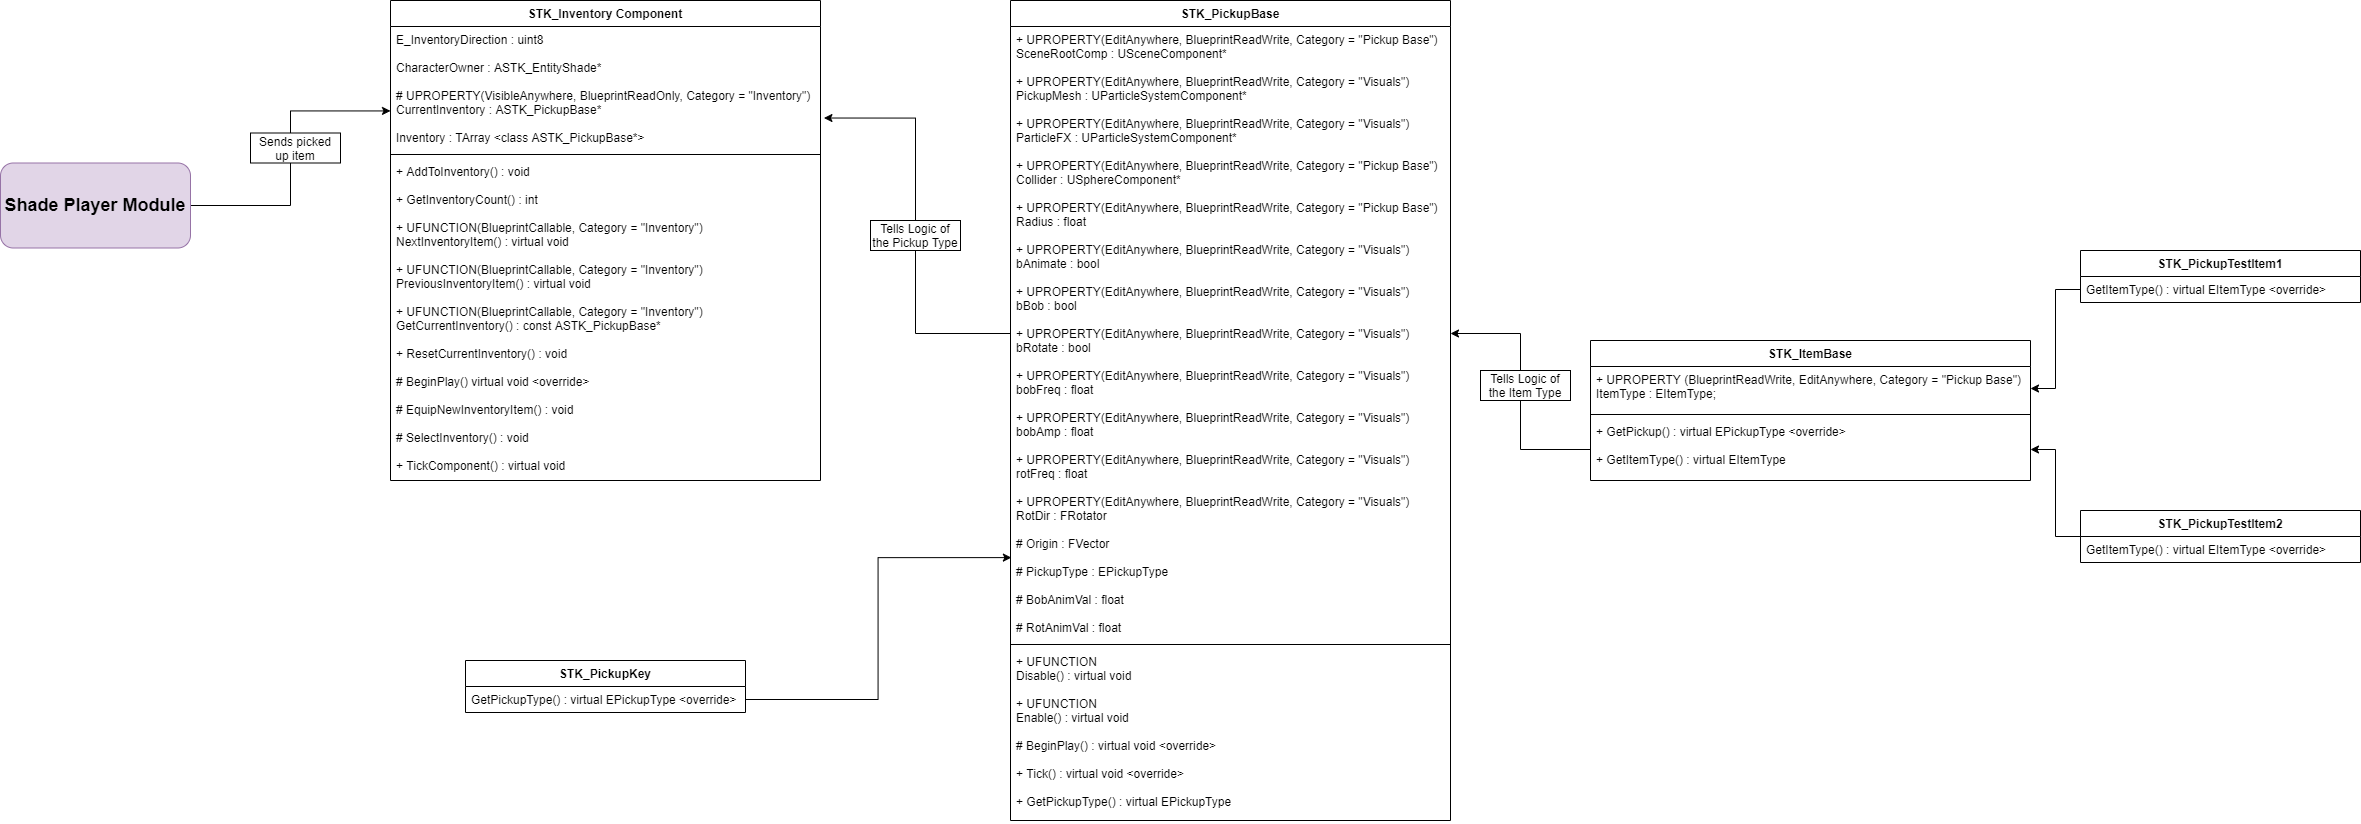 Shade Player Module
Sends picked
up item
STK_Inventory Component
E_InventoryDirection : uint8
CharacterOwner : ASTK_EntityShade*
# UPROPERTY(VisibleAnywhere, BlueprintReadOnly, Category = "Inventory")
CurrentInventory : ASTK_PickupBase*
Inventory : TArray <class ASTK_PickupBase*>
+ AddToInventory() : void
+ GetInventoryCount() : int
+ UFUNCTION(BlueprintCallable, Category = "Inventory")
NextInventoryItem() : virtual void
+ UFUNCTION(BlueprintCallable, Category = "Inventory")
PreviousInventoryItem() : virtual void
+ UFUNCTION(BlueprintCallable, Category = "Inventory")
GetCurrentInventory() : const ASTK_PickupBase*
+ ResetCurrentInventory() : void
# BeginPlay() virtual void <override>
# EquipNewInventoryItem() : void
# SelectInventory() : void
+ TickComponent() : virtual void
Tells Logic of
the Pickup Type
STK_PickupKey
GetPickupType() : virtual EPickupType <override>
STK_PickupBase
+ UPROPERTY(EditAnywhere, BlueprintReadWrite, Category = "Pickup Base")
SceneRootComp : USceneComponent*
+ UPROPERTY(EditAnywhere, BlueprintReadWrite, Category = "Visuals")
PickupMesh : UParticleSystemComponent*
+ UPROPERTY(EditAnywhere, BlueprintReadWrite, Category = "Visuals")
ParticleFX : UParticleSystemComponent*
+ UPROPERTY(EditAnywhere, BlueprintReadWrite, Category = "Pickup Base")
Collider : USphereComponent*
+ UPROPERTY(EditAnywhere, BlueprintReadWrite, Category = "Pickup Base")
Radius : float
+ UPROPERTY(EditAnywhere, BlueprintReadWrite, Category = "Visuals")
bAnimate : bool
+ UPROPERTY(EditAnywhere, BlueprintReadWrite, Category = "Visuals")
bBob : bool
+ UPROPERTY(EditAnywhere, BlueprintReadWrite, Category = "Visuals")
bRotate : bool
+ UPROPERTY(EditAnywhere, BlueprintReadWrite, Category = "Visuals")
bobFreq : float
+ UPROPERTY(EditAnywhere, BlueprintReadWrite, Category = "Visuals")
bobAmp : float
+ UPROPERTY(EditAnywhere, BlueprintReadWrite, Category = "Visuals")
rotFreq : float
+ UPROPERTY(EditAnywhere, BlueprintReadWrite, Category = "Visuals")
RotDir : FRotator
# Origin : FVector
# PickupType : EPickupType
# BobAnimVal : float
# RotAnimVal : float
+ UFUNCTION
Disable() : virtual void
+ UFUNCTION
Enable() : virtual void
# BeginPlay() : virtual void <override>
+ Tick() : virtual void <override>
+ GetPickupType() : virtual EPickupType
Tells Logic of
the Item Type
STK_ItemBase
+ UPROPERTY (BlueprintReadWrite, EditAnywhere, Category = "Pickup Base")
ItemType : EItemType;
+ GetPickup() : virtual EPickupType <override>
+ GetItemType() : virtual EItemType
STK_PickupTestItem1
GetItemType() : virtual EItemType <override>
STK_PickupTestItem2
GetItemType() : virtual EItemType <override>